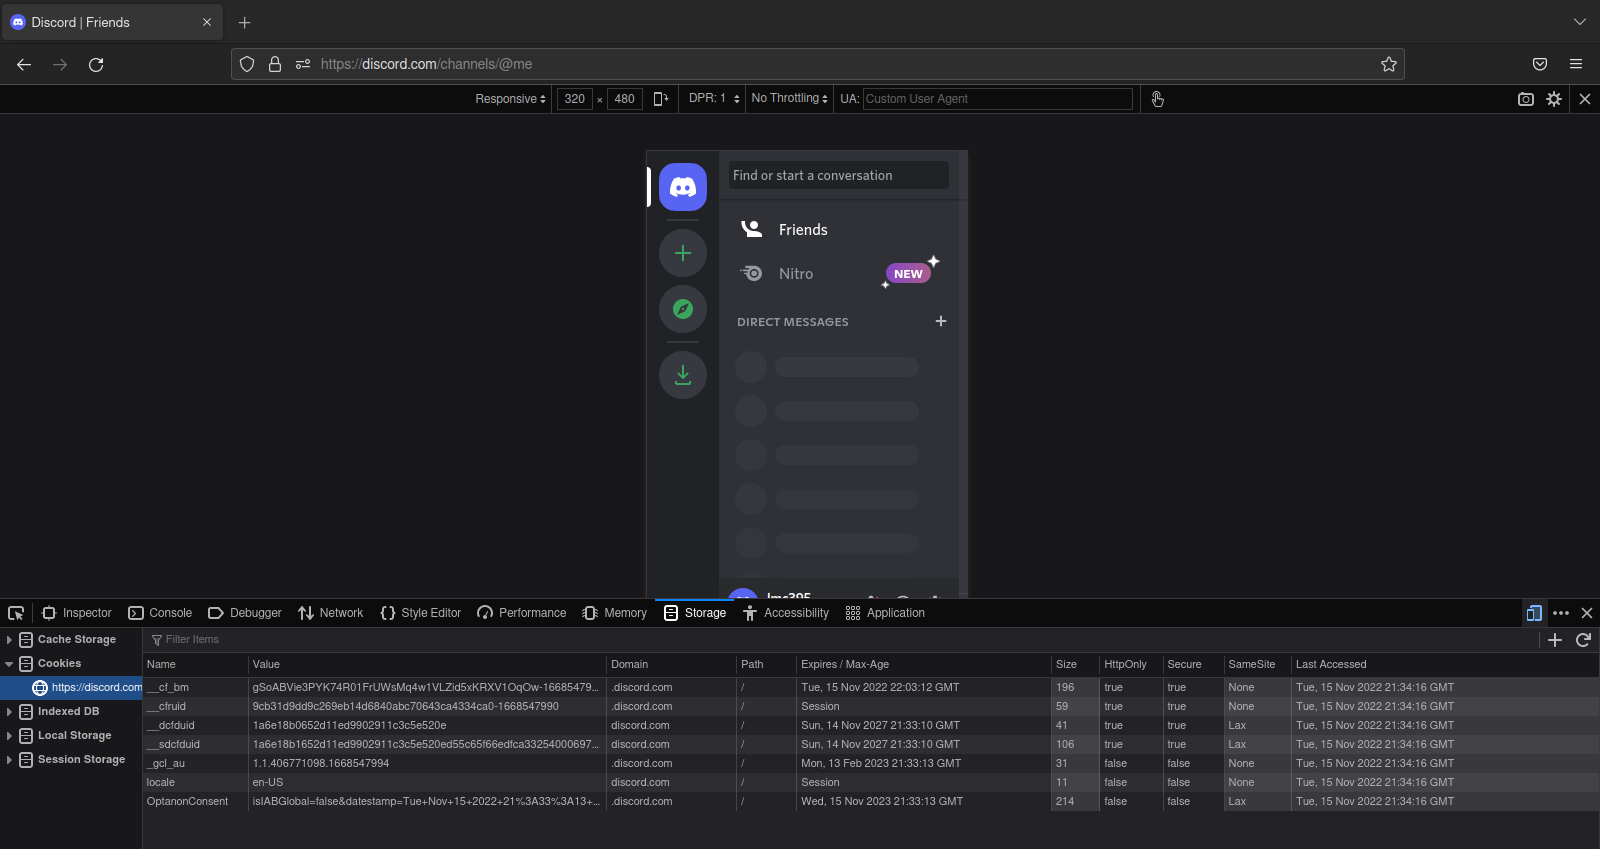 Discord | Friends
https://discord.com/channels/@me
Responsive 320 × 480 DPR: 1 No Throttling UA: Custom User Agent
Find or start a conversation
Friends
Nitro NEW
DIRECT MESSAGES
Inspector Console Debugger Network Style Editor Performance Memory Storage Accessibility Application
Cache Storage
Cookies
https://discord.com
Indexed DB
Local Storage
Session Storage
Filter Items
Name Value Domain Path Expires / Max-Age Size HttpOnly Secure SameSite Last Accessed
__cf_bm gSoABVie3PYK74R01FrUWsMq4w1VLZid5xKRXV1OqOw-16685479... .discord.com / Tue, 15 Nov 2022 22:03:12 GMT 196 true true None Tue, 15 Nov 2022 21:34:16 GMT
__cfruid 9cb31d9dd9c269eb14d6840abc70643ca4334ca0-1668547990 .discord.com / Session 59 true true None Tue, 15 Nov 2022 21:34:16 GMT
__dcfduid 1a6e18b0652d11ed9902911c3c5e520e discord.com / Sun, 14 Nov 2027 21:33:10 GMT 41 true true Lax Tue, 15 Nov 2022 21:34:16 GMT
__sdcfduid 1a6e18b1652d11ed9902911c3c5e520ed55c65f66edfca33254000697... discord.com / Sun, 14 Nov 2027 21:33:10 GMT 106 true true Lax Tue, 15 Nov 2022 21:34:16 GMT
_gcl_au 1.1.406771098.1668547994 .discord.com / Mon, 13 Feb 2023 21:33:13 GMT 31 false false None Tue, 15 Nov 2022 21:34:16 GMT
locale en-US discord.com / Session 11 false false None Tue, 15 Nov 2022 21:34:16 GMT
OptanonConsent isIABGlobal=false&datestamp=Tue+Nov+15+2022+21%3A33%3A13+... .discord.com / Wed, 15 Nov 2023 21:33:13 GMT 214 false false Lax Tue, 15 Nov 2022 21:34:16 GMT